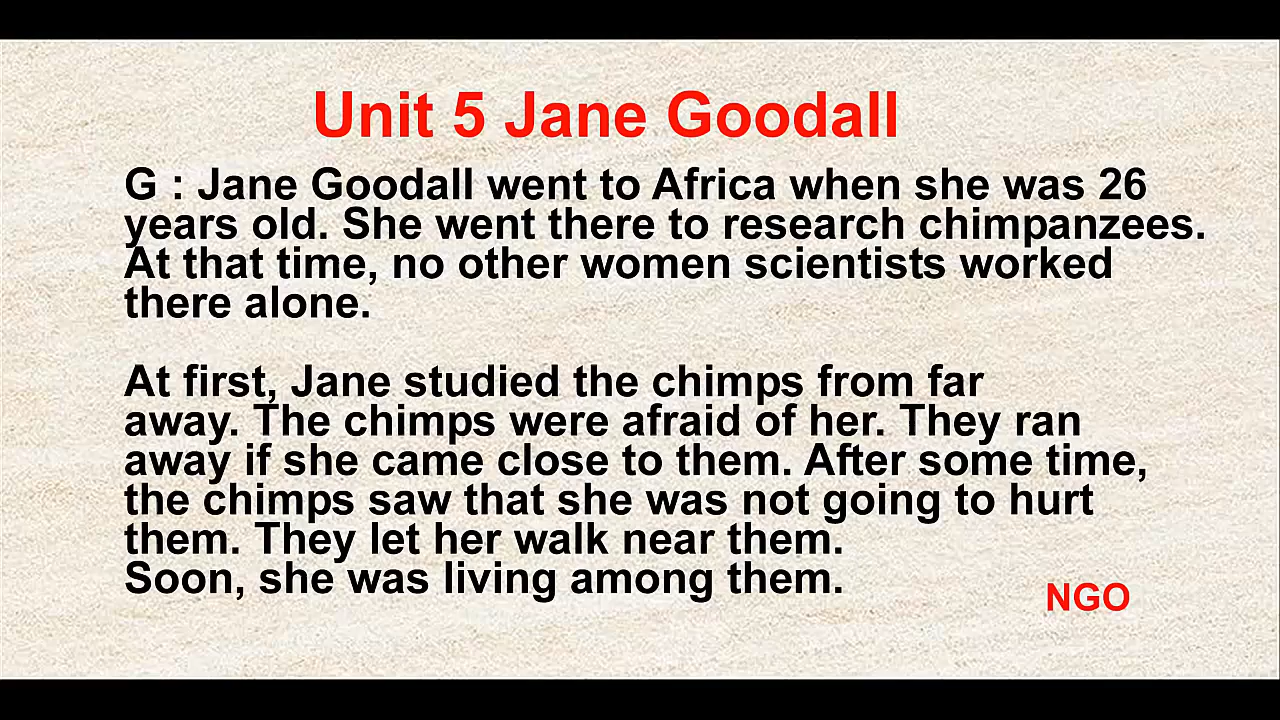 Unit 5 Jane Goodall
G : Jane Goodall went to Africa when she was 26
years old. She went there to research chimpanzees.
At that time, no other women scientists worked
there alone.
At first, Jane studied the chimps from far
away. The chimps were afraid of her. They ran
away if she came close to them. After some time,
the chimps saw that she was not going to hurt
them. They let her walk near them.
Soon, she was living among them.
NGO